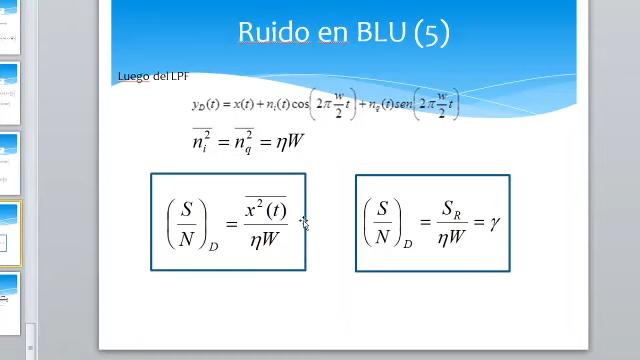 Ruido en BLU (5)
Luego del LPF
y_D(t) = x(t) + n_i(t)cos(2π w/2 t) + n_q(t)sen(2π w/2 t)
n_i² = n_q² = ηW
(S/N)_D = x²(t)/ηW
(S/N)_D = S_R/ηW = γ